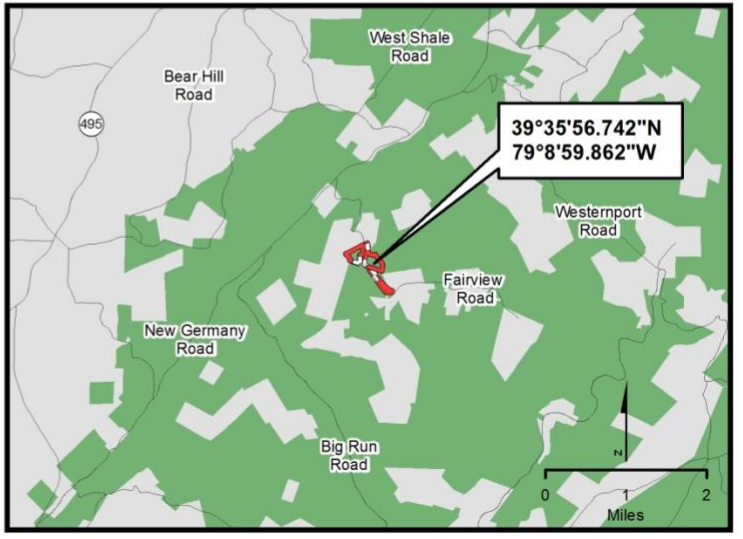 West Shale
Road
Bear Hill
Road
495
39°35'56.742"N
79°8'59.862"W
Westernport
Road
Fairview
Road
New Germany
Road
Big Run
Road
N
0
1
2
Miles